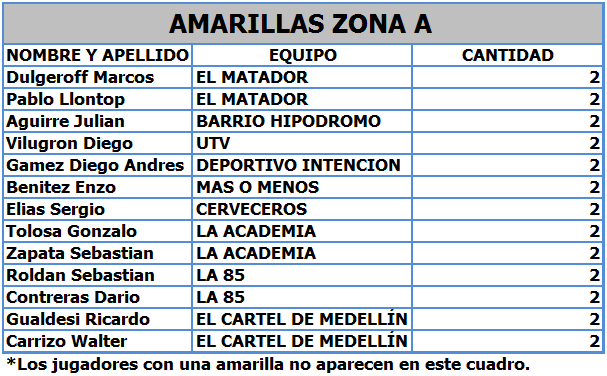 AMARILLAS ZONA A
NOMBRE Y APELLIDO EQUIPO CANTIDAD
Dulgeroff Marcos EL MATADOR 2
Pablo Llontop EL MATADOR 2
Aguirre Julian BARRIO HIPODROMO 2
Vilugron Diego UTV 2
Gamez Diego Andres DEPORTIVO INTENCION 2
Benitez Enzo MAS O MENOS 2
Elias Sergio CERVECEROS 2
Tolosa Gonzalo LA ACADEMIA 2
Zapata Sebastian LA ACADEMIA 2
Roldan Sebastian LA 85 2
Contreras Dario LA 85 2
Gualdesi Ricardo EL CARTEL DE MEDELLÍN 2
Carrizo Walter EL CARTEL DE MEDELLÍN 2
*Los jugadores con una amarilla no aparecen en este cuadro.